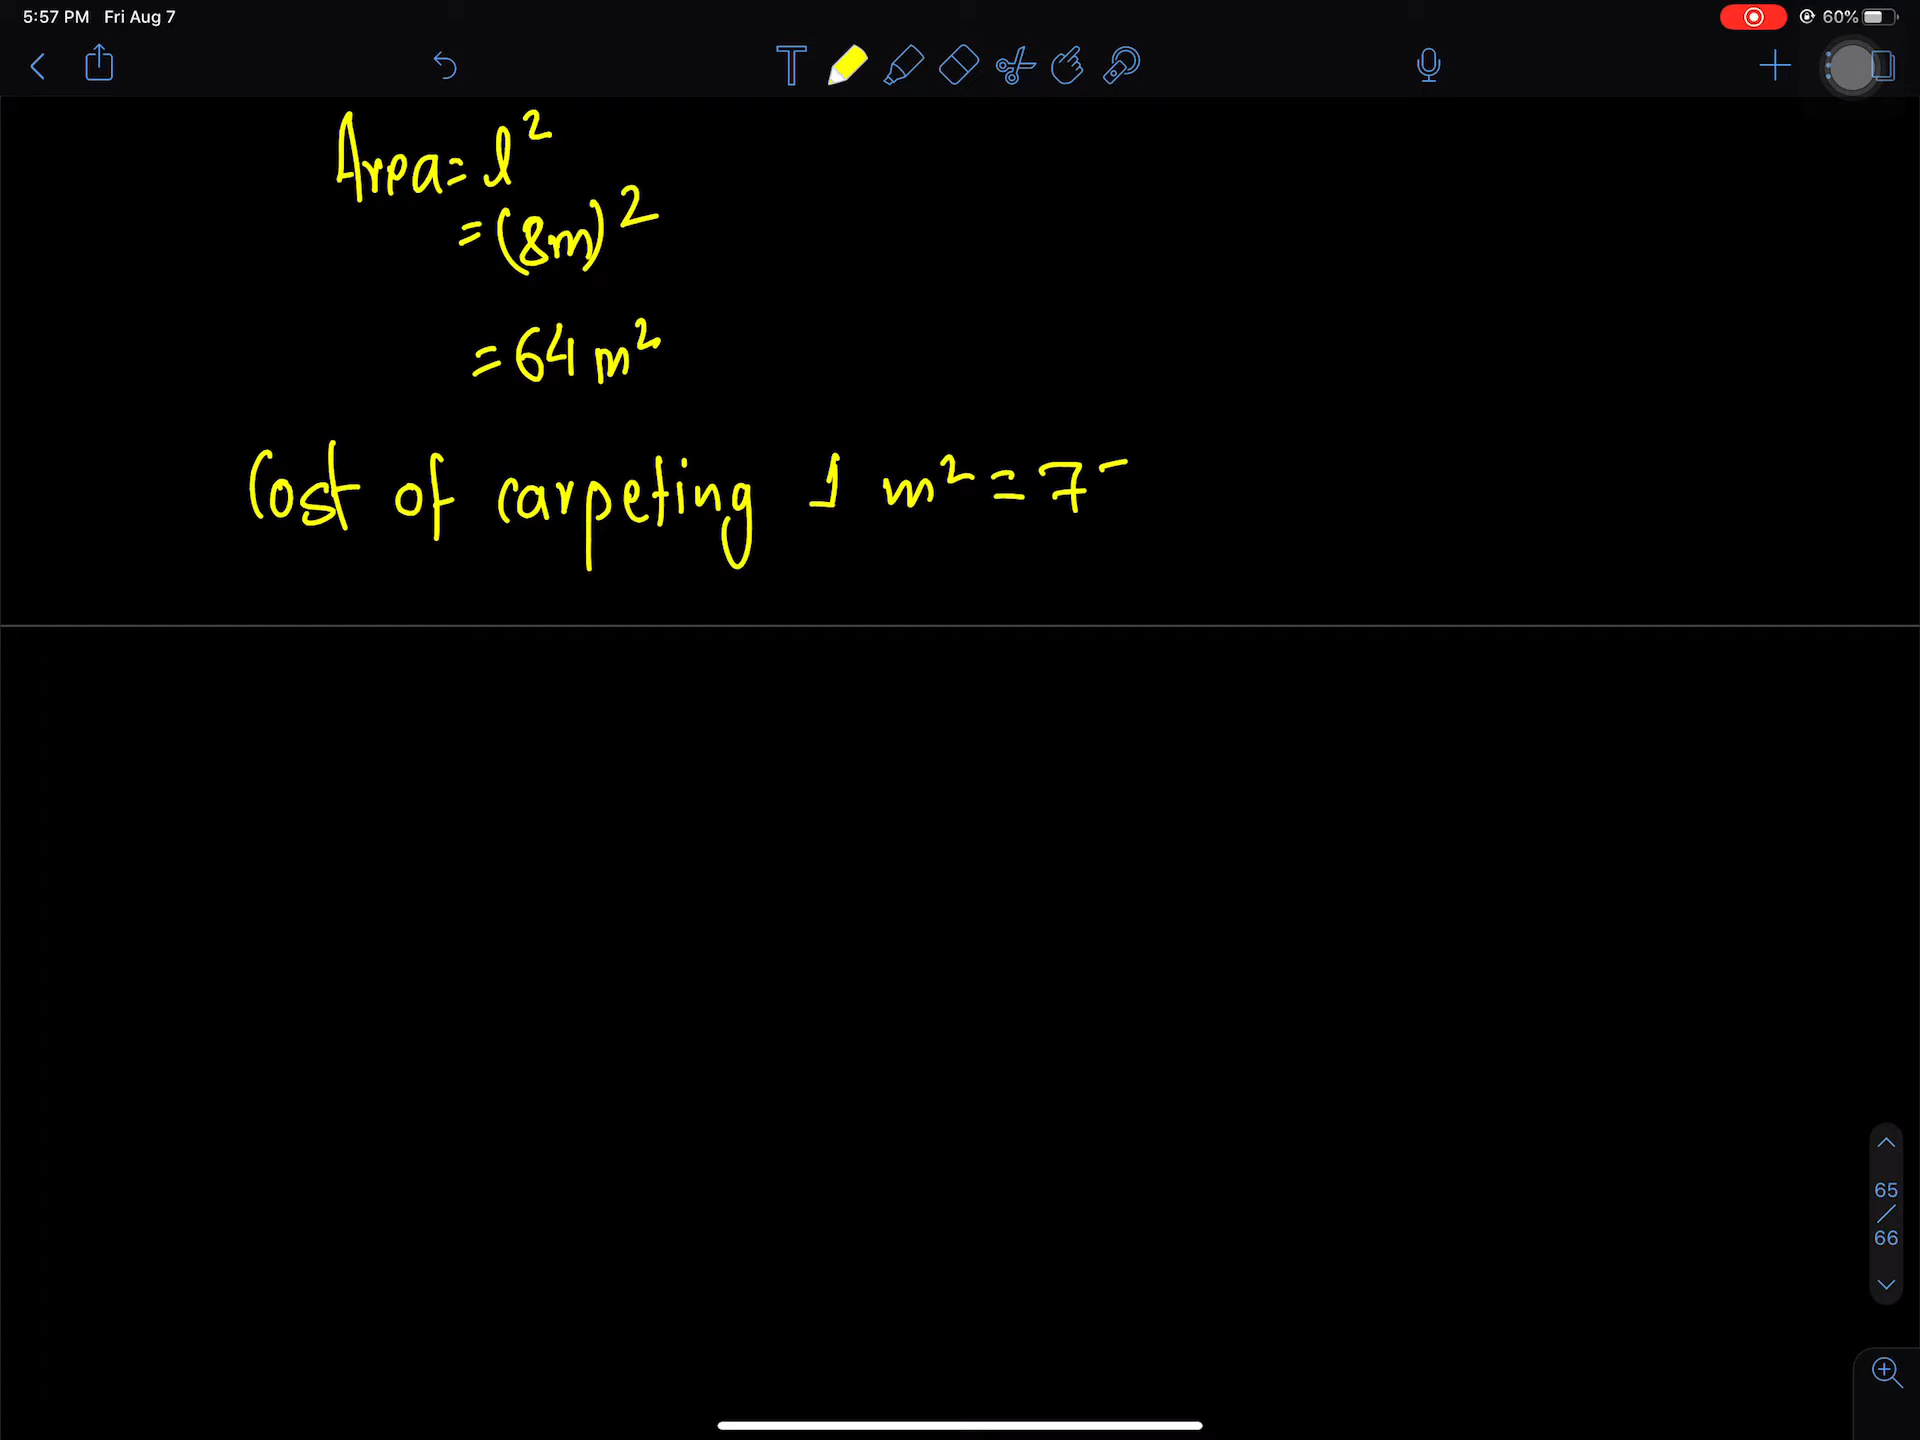 5:57 PM Fri Aug 7
60%
Area = l²
= (8m)²
= 64 m²
Cost of carpeting 1 m² = 7
65
/
66